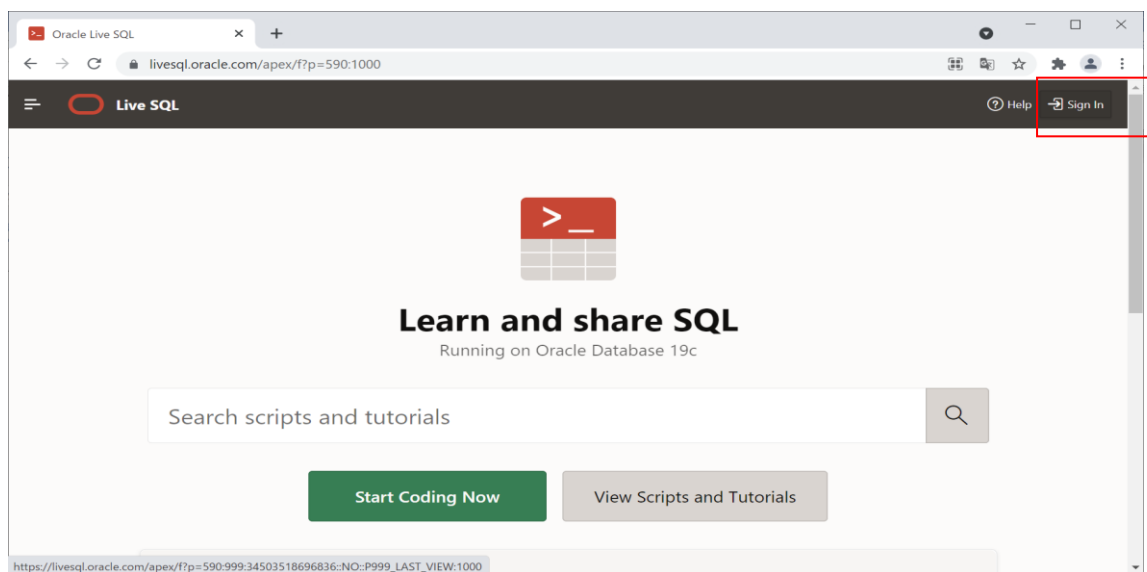 Oracle Live SQL
livesql.oracle.com/apex/f?p=590:1000
Live SQL
Help
Sign In
>_
Learn and share SQL
Running on Oracle Database 19c
Search scripts and tutorials
Start Coding Now
View Scripts and Tutorials
https://livesql.oracle.com/apex/f?p=590:999:34503518696836::NO::P999_LAST_VIEW:1000